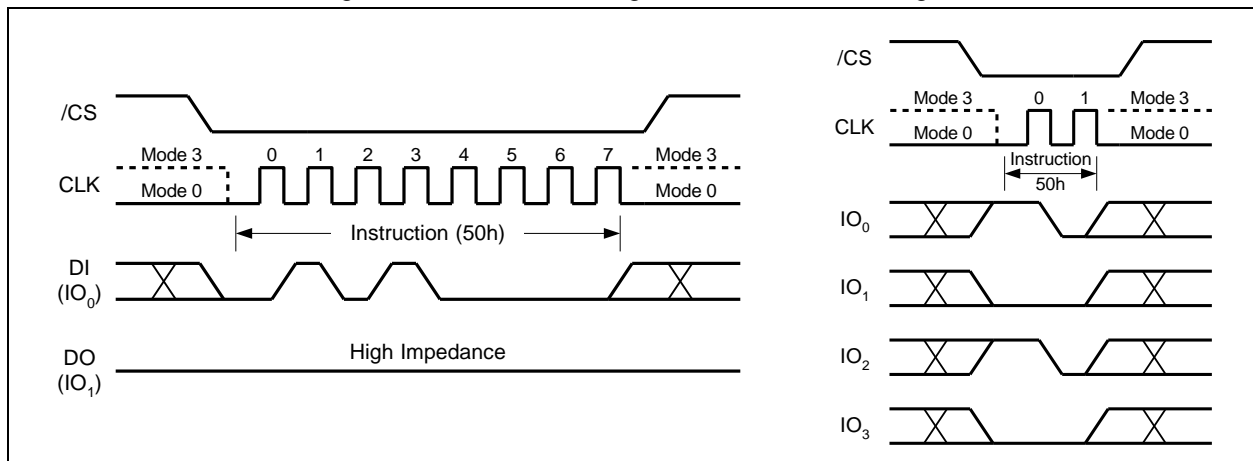 /CS
Mode 3 0 1 2 3 4 5 6 7 Mode 3
CLK
Mode 0 Mode 0
Instruction (50h)
DI
(IO0)
High Impedance
DO
(IO1)
/CS
Mode 3 0 1 Mode 3
CLK
Mode 0 Mode 0
Instruction
50h
IO0
IO1
IO2
IO3